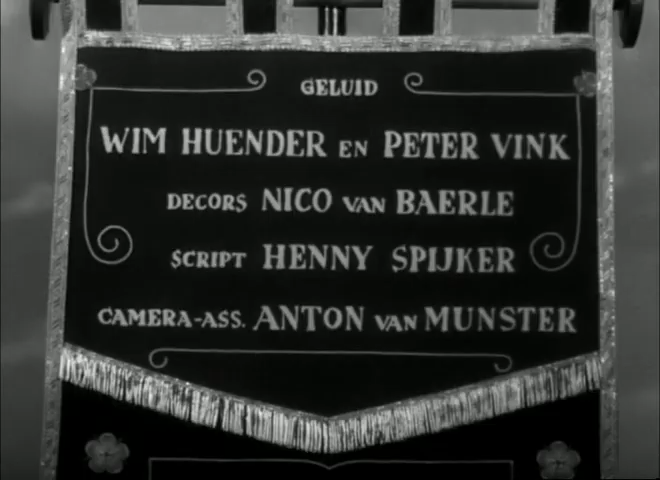 GELUID
WIM HUENDER EN PETER VINK
DECORS NICO VAN BAERLE
SCRIPT HENNY SPIJKER
CAMERA-ASS. ANTON VAN MUNSTER